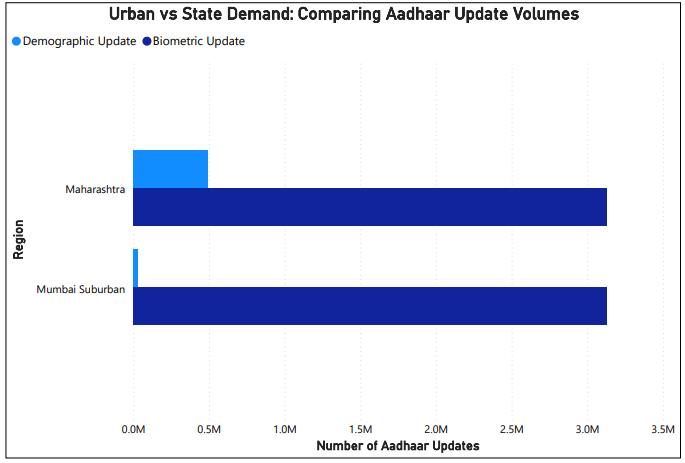 Urban vs State Demand: Comparing Aadhaar Update Volumes
Demographic Update Biometric Update
Maharashtra
Mumbai Suburban
Region
0.0M 0.5M 1.0M 1.5M 2.0M 2.5M 3.0M 3.5M
Number of Aadhaar Updates